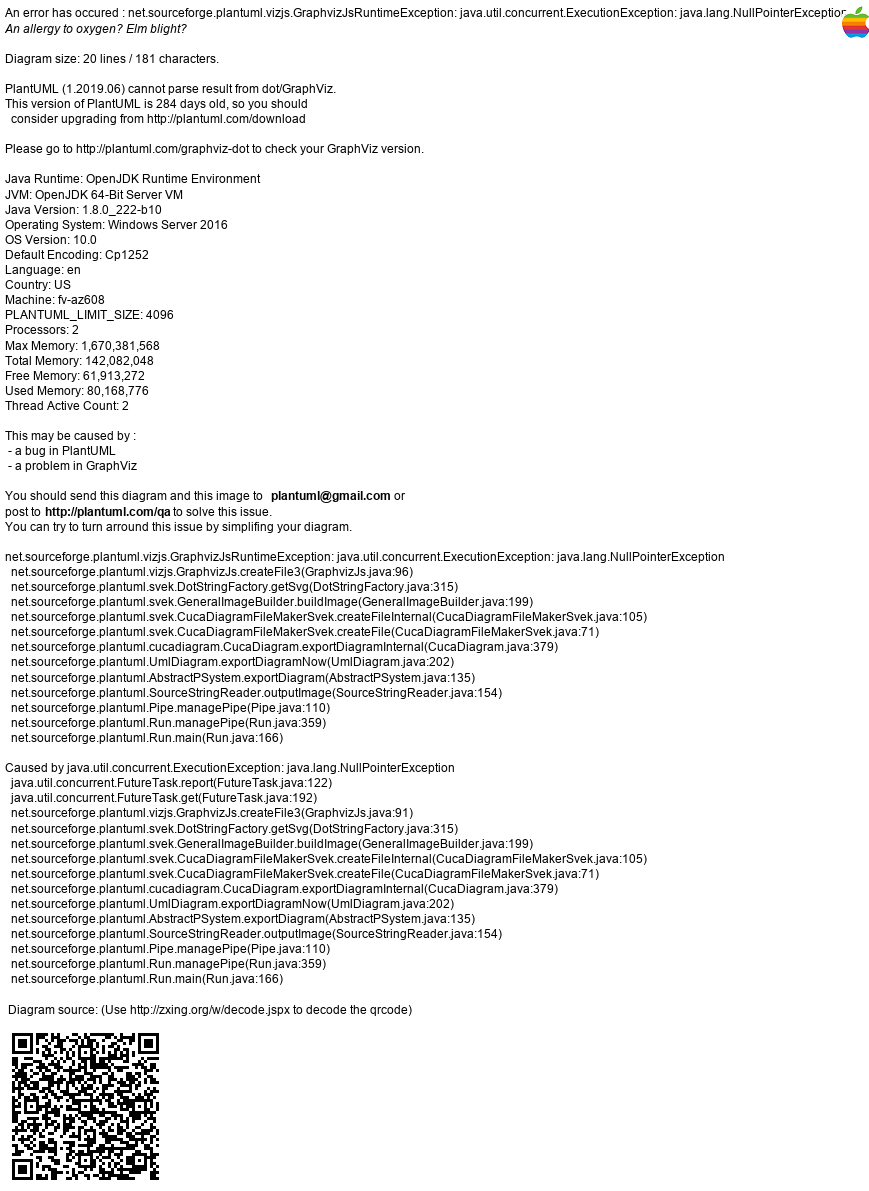 An error has occured : net.sourceforge.plantuml.vizjs.GraphvizJsRuntimeException: java.util.concurrent.ExecutionException: java.lang.NullPointerException
An allergy to oxygen? Elm blight?
Diagram size: 20 lines / 181 characters.
PlantUML (1.2019.06) cannot parse result from dot/GraphViz.
This version of PlantUML is 284 days old, so you should
consider upgrading from http://plantuml.com/download
Please go to http://plantuml.com/graphviz-dot to check your GraphViz version.
Java Runtime: OpenJDK Runtime Environment
JVM: OpenJDK 64-Bit Server VM
Java Version: 1.8.0_222-b10
Operating System: Windows Server 2016
OS Version: 10.0
Default Encoding: Cp1252
Language: en
Country: US
Machine: fv-az608
PLANTUML_LIMIT_SIZE: 4096
Processors: 2
Max Memory: 1,670,381,568
Total Memory: 142,082,048
Free Memory: 61,913,272
Used Memory: 80,168,776
Thread Active Count: 2
This may be caused by :
- a bug in PlantUML
- a problem in GraphViz
You should send this diagram and this image to plantuml@gmail.com or
post to http://plantuml.com/qa to solve this issue.
You can try to turn arround this issue by simplifing your diagram.
net.sourceforge.plantuml.vizjs.GraphvizJsRuntimeException: java.util.concurrent.ExecutionException: java.lang.NullPointerException
net.sourceforge.plantuml.vizjs.GraphvizJs.createFile3(GraphvizJs.java:96)
net.sourceforge.plantuml.svek.DotStringFactory.getSvg(DotStringFactory.java:315)
net.sourceforge.plantuml.svek.GeneralImageBuilder.buildImage(GeneralImageBuilder.java:199)
net.sourceforge.plantuml.svek.CucaDiagramFileMakerSvek.createFileInternal(CucaDiagramFileMakerSvek.java:105)
net.sourceforge.plantuml.svek.CucaDiagramFileMakerSvek.createFile(CucaDiagramFileMakerSvek.java:71)
net.sourceforge.plantuml.cucadiagram.CucaDiagram.exportDiagramInternal(CucaDiagram.java:379)
net.sourceforge.plantuml.UmlDiagram.exportDiagramNow(UmlDiagram.java:202)
net.sourceforge.plantuml.AbstractPSystem.exportDiagram(AbstractPSystem.java:135)
net.sourceforge.plantuml.SourceStringReader.outputImage(SourceStringReader.java:154)
net.sourceforge.plantuml.Pipe.managePipe(Pipe.java:110)
net.sourceforge.plantuml.Run.managePipe(Run.java:359)
net.sourceforge.plantuml.Run.main(Run.java:166)
Caused by java.util.concurrent.ExecutionException: java.lang.NullPointerException
java.util.concurrent.FutureTask.report(FutureTask.java:122)
java.util.concurrent.FutureTask.get(FutureTask.java:192)
net.sourceforge.plantuml.vizjs.GraphvizJs.createFile3(GraphvizJs.java:91)
net.sourceforge.plantuml.svek.DotStringFactory.getSvg(DotStringFactory.java:315)
net.sourceforge.plantuml.svek.GeneralImageBuilder.buildImage(GeneralImageBuilder.java:199)
net.sourceforge.plantuml.svek.CucaDiagramFileMakerSvek.createFileInternal(CucaDiagramFileMakerSvek.java:105)
net.sourceforge.plantuml.svek.CucaDiagramFileMakerSvek.createFile(CucaDiagramFileMakerSvek.java:71)
net.sourceforge.plantuml.cucadiagram.CucaDiagram.exportDiagramInternal(CucaDiagram.java:379)
net.sourceforge.plantuml.UmlDiagram.exportDiagramNow(UmlDiagram.java:202)
net.sourceforge.plantuml.AbstractPSystem.exportDiagram(AbstractPSystem.java:135)
net.sourceforge.plantuml.SourceStringReader.outputImage(SourceStringReader.java:154)
net.sourceforge.plantuml.Pipe.managePipe(Pipe.java:110)
net.sourceforge.plantuml.Run.managePipe(Run.java:359)
net.sourceforge.plantuml.Run.main(Run.java:166)
Diagram source: (Use http://zxing.org/w/decode.jspx to decode the qrcode)